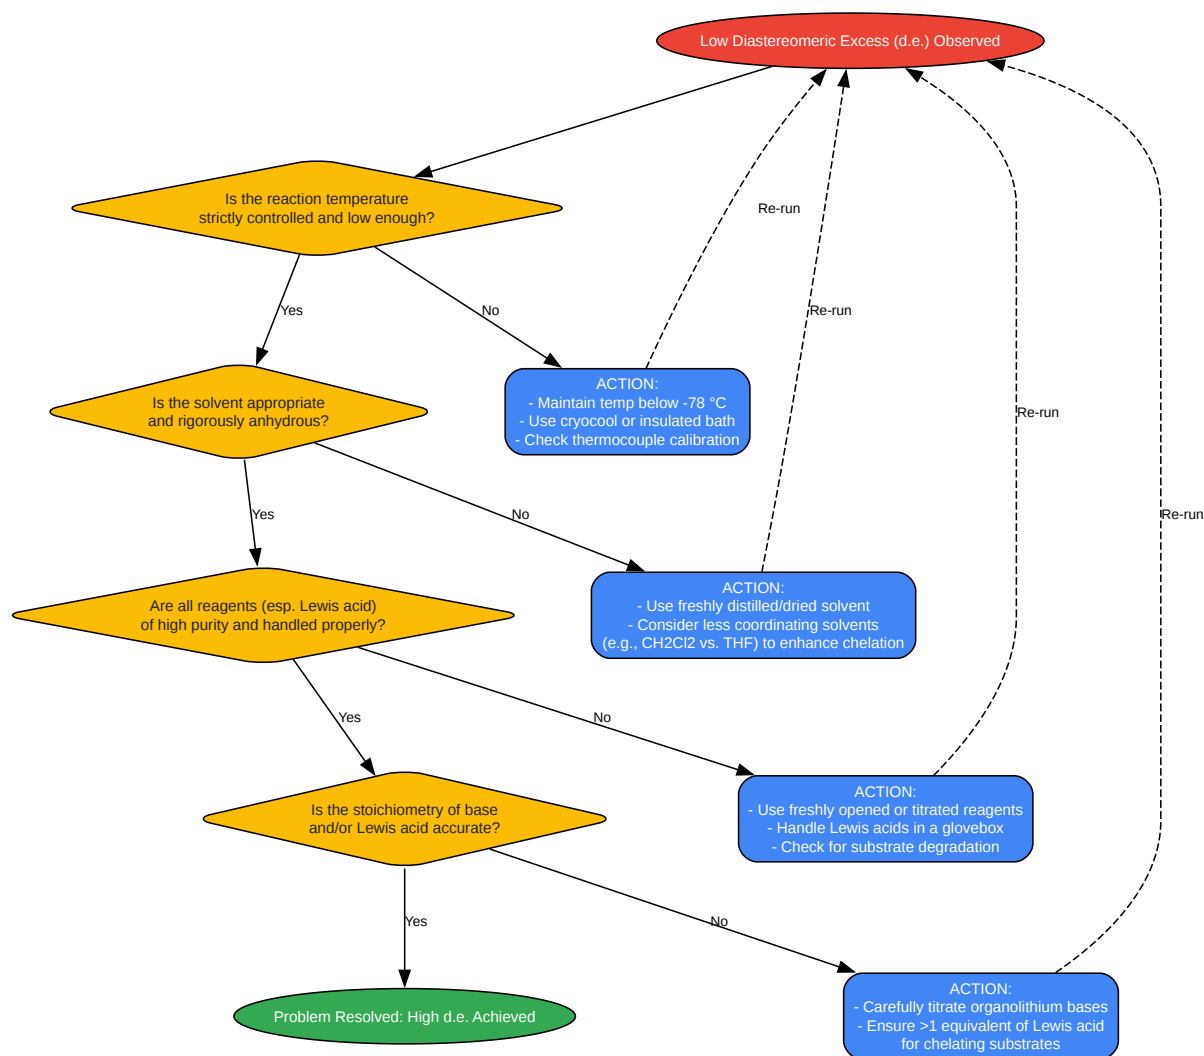 Low Diastereomeric Excess (d.e.) Observed
Is the reaction temperature
strictly controlled and low enough?
Re-run
Yes
No
Re-run
Is the solvent appropriate
and rigorously anhydrous?
ACTION:
- Maintain temp below -78 °C
- Use cryocool or insulated bath
- Check thermocouple calibration
Re-run
Yes
No
Re-run
Are all reagents (esp. Lewis acid)
of high purity and handled properly?
ACTION:
- Use freshly distilled/dried solvent
- Consider less coordinating solvents
(e.g., CH2Cl2 vs. THF) to enhance chelation
Yes
No
Is the stoichiometry of base
and/or Lewis acid accurate?
ACTION:
- Use freshly opened or titrated reagents
- Handle Lewis acids in a glovebox
- Check for substrate degradation
Yes
No
Problem Resolved: High d.e. Achieved
ACTION:
- Carefully titrate organolithium bases
- Ensure >1 equivalent of Lewis acid
for chelating substrates